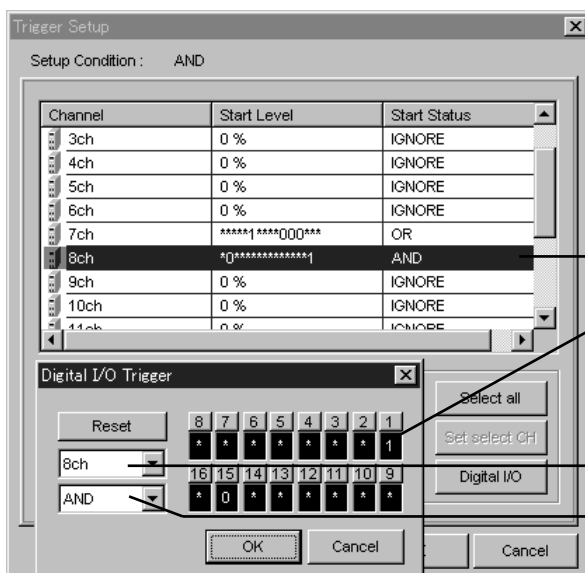 Trigger Setup
Setup Condition : AND
Channel Start Level Start Status
3ch 0 % IGNORE
4ch 0 % IGNORE
5ch 0 % IGNORE
6ch 0 % IGNORE
7ch *****1****000*** OR
8ch *0*************1 AND
9ch 0 % IGNORE
10ch 0 % IGNORE
11ch 0 % IGNORE
Digital I/O Trigger
Select all
Set select CH
Digital I/O
Reset
8 7 6 5 4 3 2 1
* * * * * * * 1
8ch
16 15 14 13 12 11 10 9
* 0 * * * * * *
AND
OK Cancel
Cancel